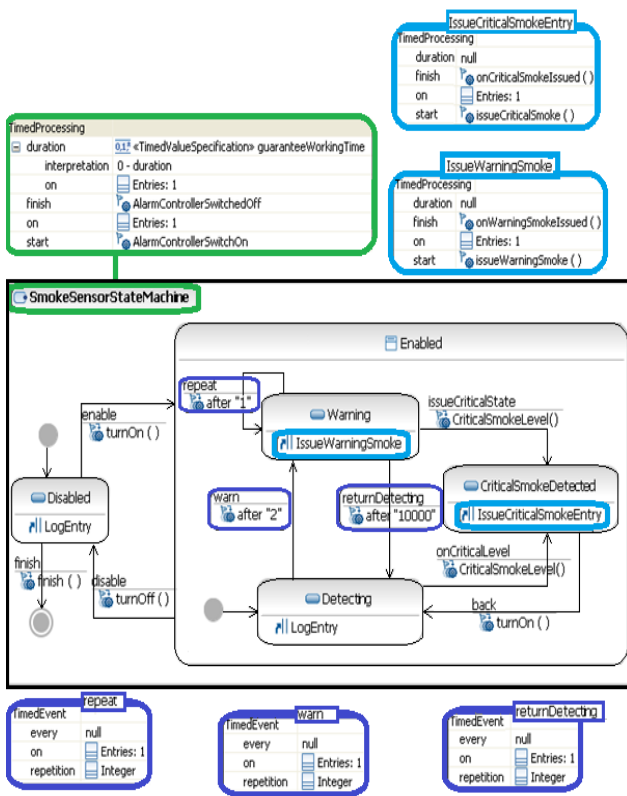 IssueCriticalSmokeEntry
TimedProcessing
duration null
finish onCriticalSmokeIssued ( )
on Entries: 1
start issueCriticalSmoke ( )
TimedProcessing
duration 0,1,* «TimedValueSpecification» guaranteeWorkingTime
interpretation 0 - duration
on Entries: 1
finish AlarmControllerSwitchedOff
on Entries: 1
start AlarmControllerSwitchOn
IssueWarningSmoke
TimedProcessing
duration null
finish onWarningSmokeIssued ( )
on Entries: 1
start issueWarningSmoke ( )
SmokeSensorStateMachine
Enabled
repeat
after "1"
Warning
IssueWarningSmoke
issueCriticalState
CriticalSmokeLevel()
enable
turnOn ( )
warn
after "2"
returnDetecting
after "10000"
CriticalSmokeDetected
IssueCriticalSmokeEntry
Disabled
LogEntry
onCriticalLevel
CriticalSmokeLevel()
finish
finish ( )
disable
turnOff ( )
Detecting
LogEntry
back
turnOn ( )
repeat
TimedEvent
every null
on Entries: 1
repetition Integer
warn
TimedEvent
every null
on Entries: 1
repetition Integer
returnDetecting
TimedEvent
every null
on Entries: 1
repetition Integer